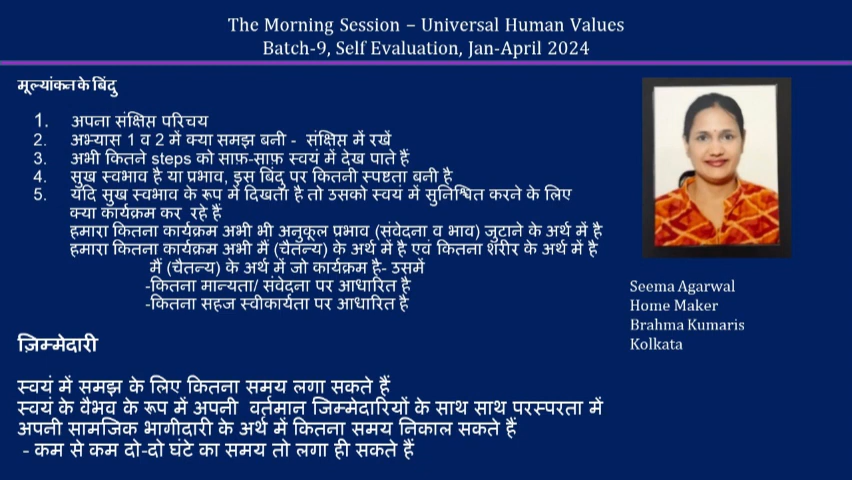 The Morning Session – Universal Human Values
Batch-9, Self Evaluation, Jan-April 2024
मूल्यांकन के बिंदु
1. अपना संक्षिप्त परिचय
2. अभ्यास 1 व 2 में क्या समझ बनी - संक्षिप्त में रखें
3. अभी कितने steps को साफ़-साफ़ स्वयं में देख पाते हैं
4. सुख स्वभाव है या प्रभाव, इस बिंदु पर कितनी स्पष्टता बनी है
5. यदि सुख स्वभाव के रूप में दिखता है तो उसको स्वयं में सुनिश्चित करने के लिए
क्या कार्यक्रम कर रहे हैं
हमारा कितना कार्यक्रम अभी भी अनुकूल प्रभाव (संवेदना व भाव) जुटाने के अर्थ में है
हमारा कितना कार्यक्रम अभी मैं (चैतन्य) के अर्थ में है एवं कितना शरीर के अर्थ में है
मैं (चैतन्य) के अर्थ में जो कार्यक्रम है- उसमें
-कितना मान्यता/ संवेदना पर आधारित है
-कितना सहज स्वीकार्यता पर आधारित है
Seema Agarwal
Home Maker
Brahma Kumaris
Kolkata
ज़िम्मेदारी
स्वयं में समझ के लिए कितना समय लगा सकते हैं
स्वयं के वैभव के रूप में अपनी वर्तमान जिम्मेदारियों के साथ साथ परस्परता में
अपनी सामजिक भागीदारी के अर्थ में कितना समय निकाल सकते हैं
- कम से कम दो-दो घंटे का समय तो लगा ही सकते हैं